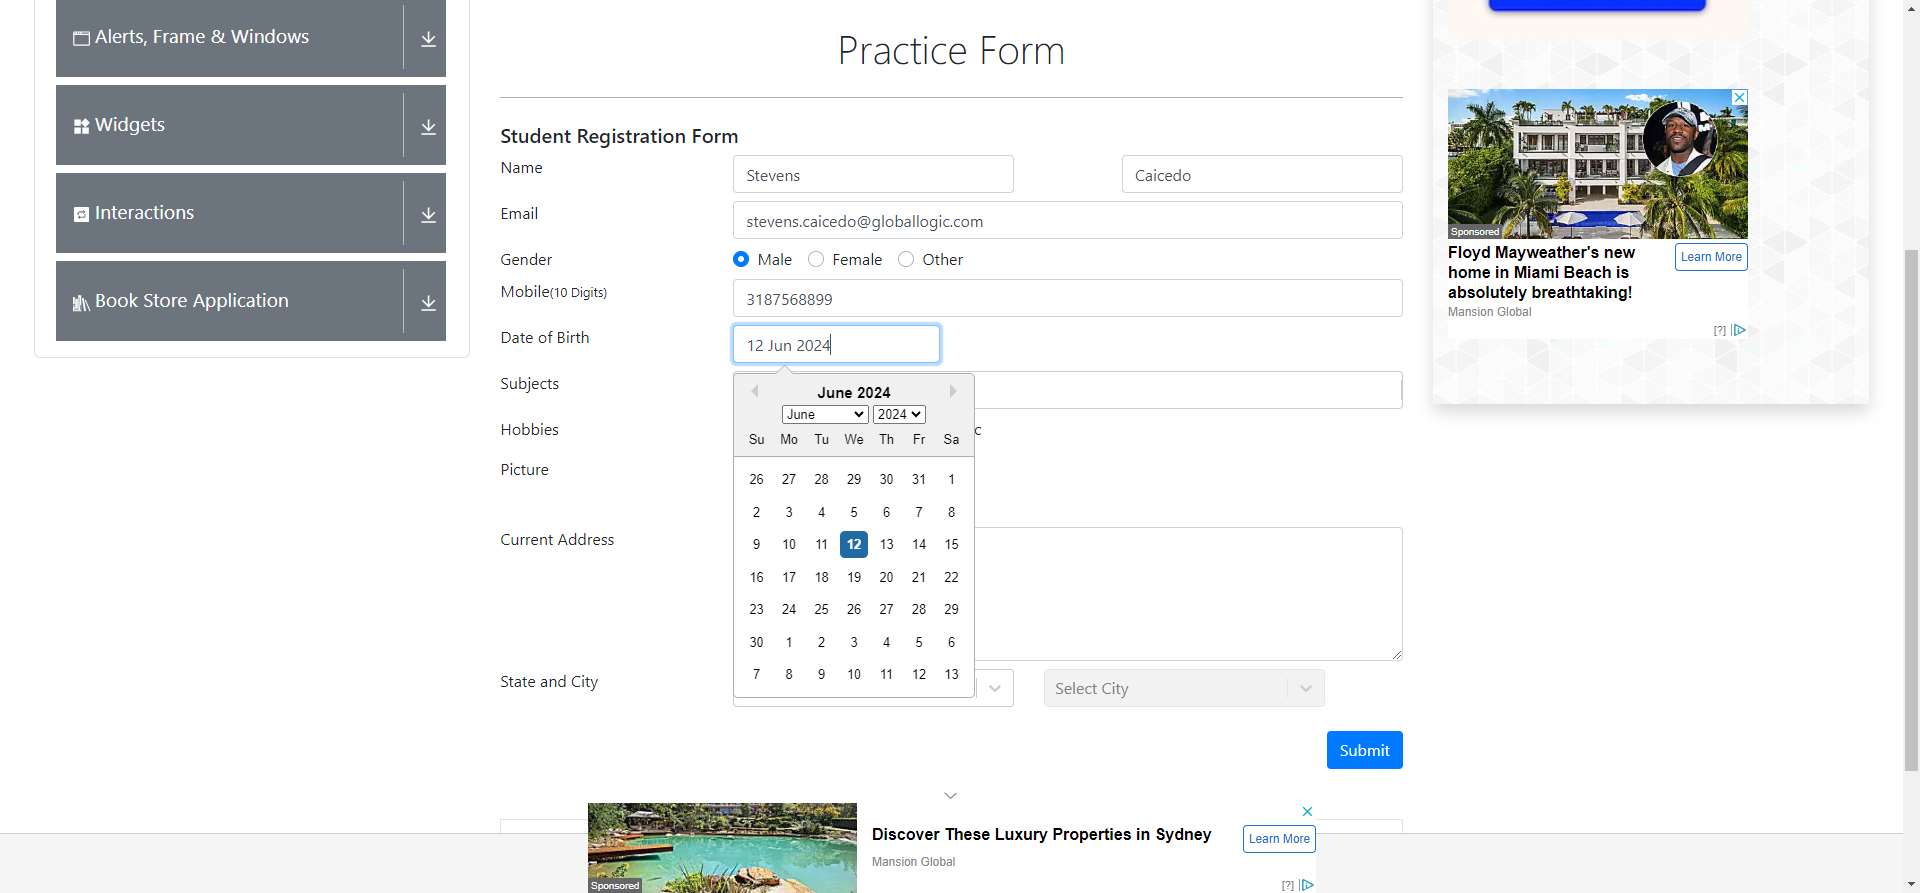 Alerts, Frame & Windows
Widgets
Interactions
Book Store Application
Practice Form
Student Registration Form
Name
Stevens
Caicedo
Email
stevens.caicedo@globallogic.com
Gender
Male
Female
Other
Mobile(10 Digits)
3187568899
Date of Birth
12 Jun 2024
June 2024
June
2024
Su Mo Tu We Th Fr Sa
26 27 28 29 30 31 1
2 3 4 5 6 7 8
9 10 11 12 13 14 15
16 17 18 19 20 21 22
23 24 25 26 27 28 29
30 1 2 3 4 5 6
7 8 9 10 11 12 13
Subjects
Hobbies
c
Picture
Current Address
State and City
Select City
Submit
Sponsored
Floyd Mayweather's new
home in Miami Beach is
absolutely breathtaking!
Learn More
Mansion Global
[?]
Sponsored
Discover These Luxury Properties in Sydney
Mansion Global
Learn More
[?]